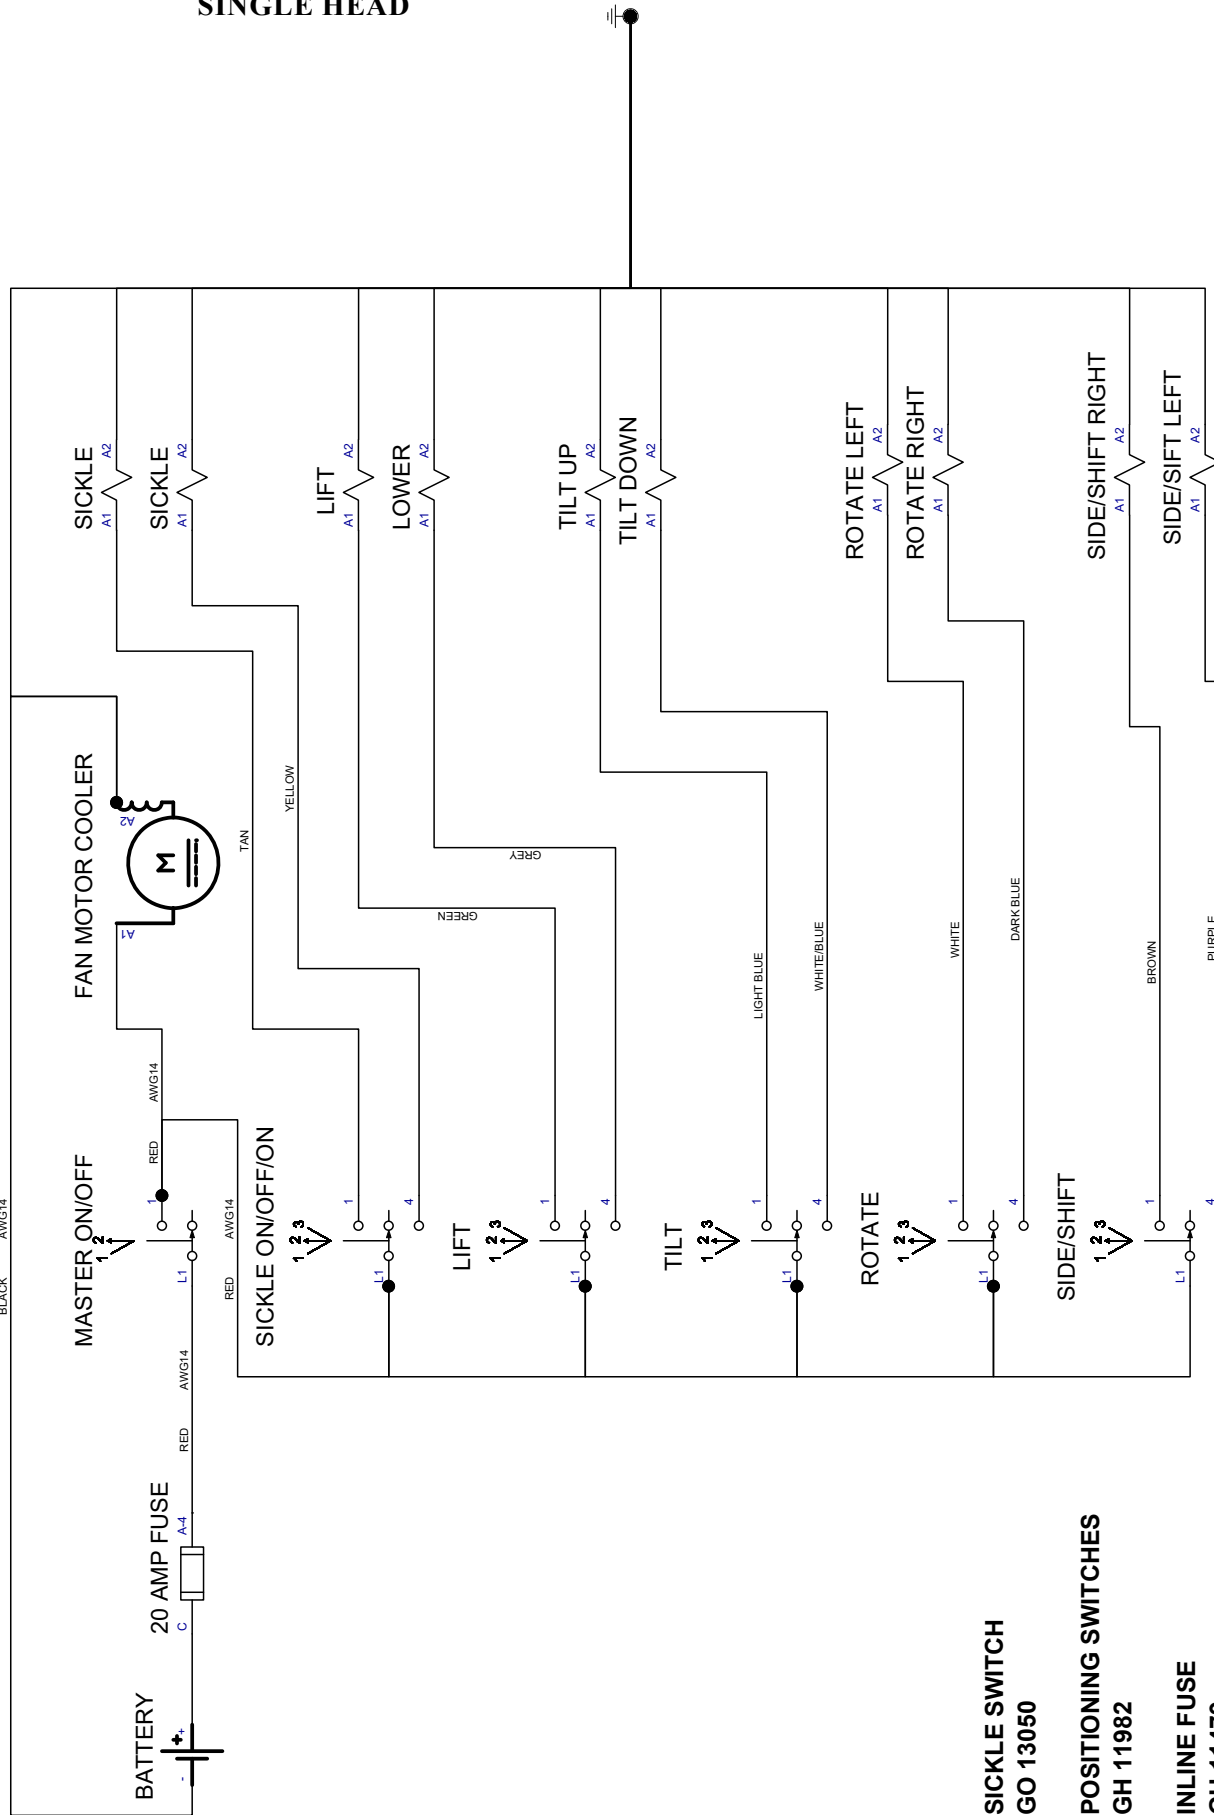 SINGLE HEAD
BLACK
AWG14
BATTERY
-
+
20 AMP FUSE
C
A-4
RED
AWG14
MASTER ON/OFF
1 2
L1
1
RED
AWG14
FAN MOTOR COOLER
A1
M
A2
RED
AWG14
SICKLE ON/OFF/ON
1 2 3
L1
1
4
TAN
YELLOW
SICKLE
A1
A2
SICKLE
A1
A2
LIFT
1 2 3
L1
1
4
GREEN
GREY
LIFT
A1
A2
LOWER
A1
A2
TILT
1 2 3
L1
1
4
LIGHT BLUE
WHITE/BLUE
TILT UP
A1
A2
TILT DOWN
A1
A2
ROTATE
1 2 3
L1
1
4
WHITE
DARK BLUE
ROTATE LEFT
A1
A2
ROTATE RIGHT
A1
A2
SIDE/SHIFT
1 2 3
L1
1
4
BROWN
PURPLE
SIDE/SHIFT RIGHT
A1
A2
SIDE/SIFT LEFT
A1
A2
SICKLE SWITCH
GO 13050
POSITIONING SWITCHES
GH 11982
INLINE FUSE